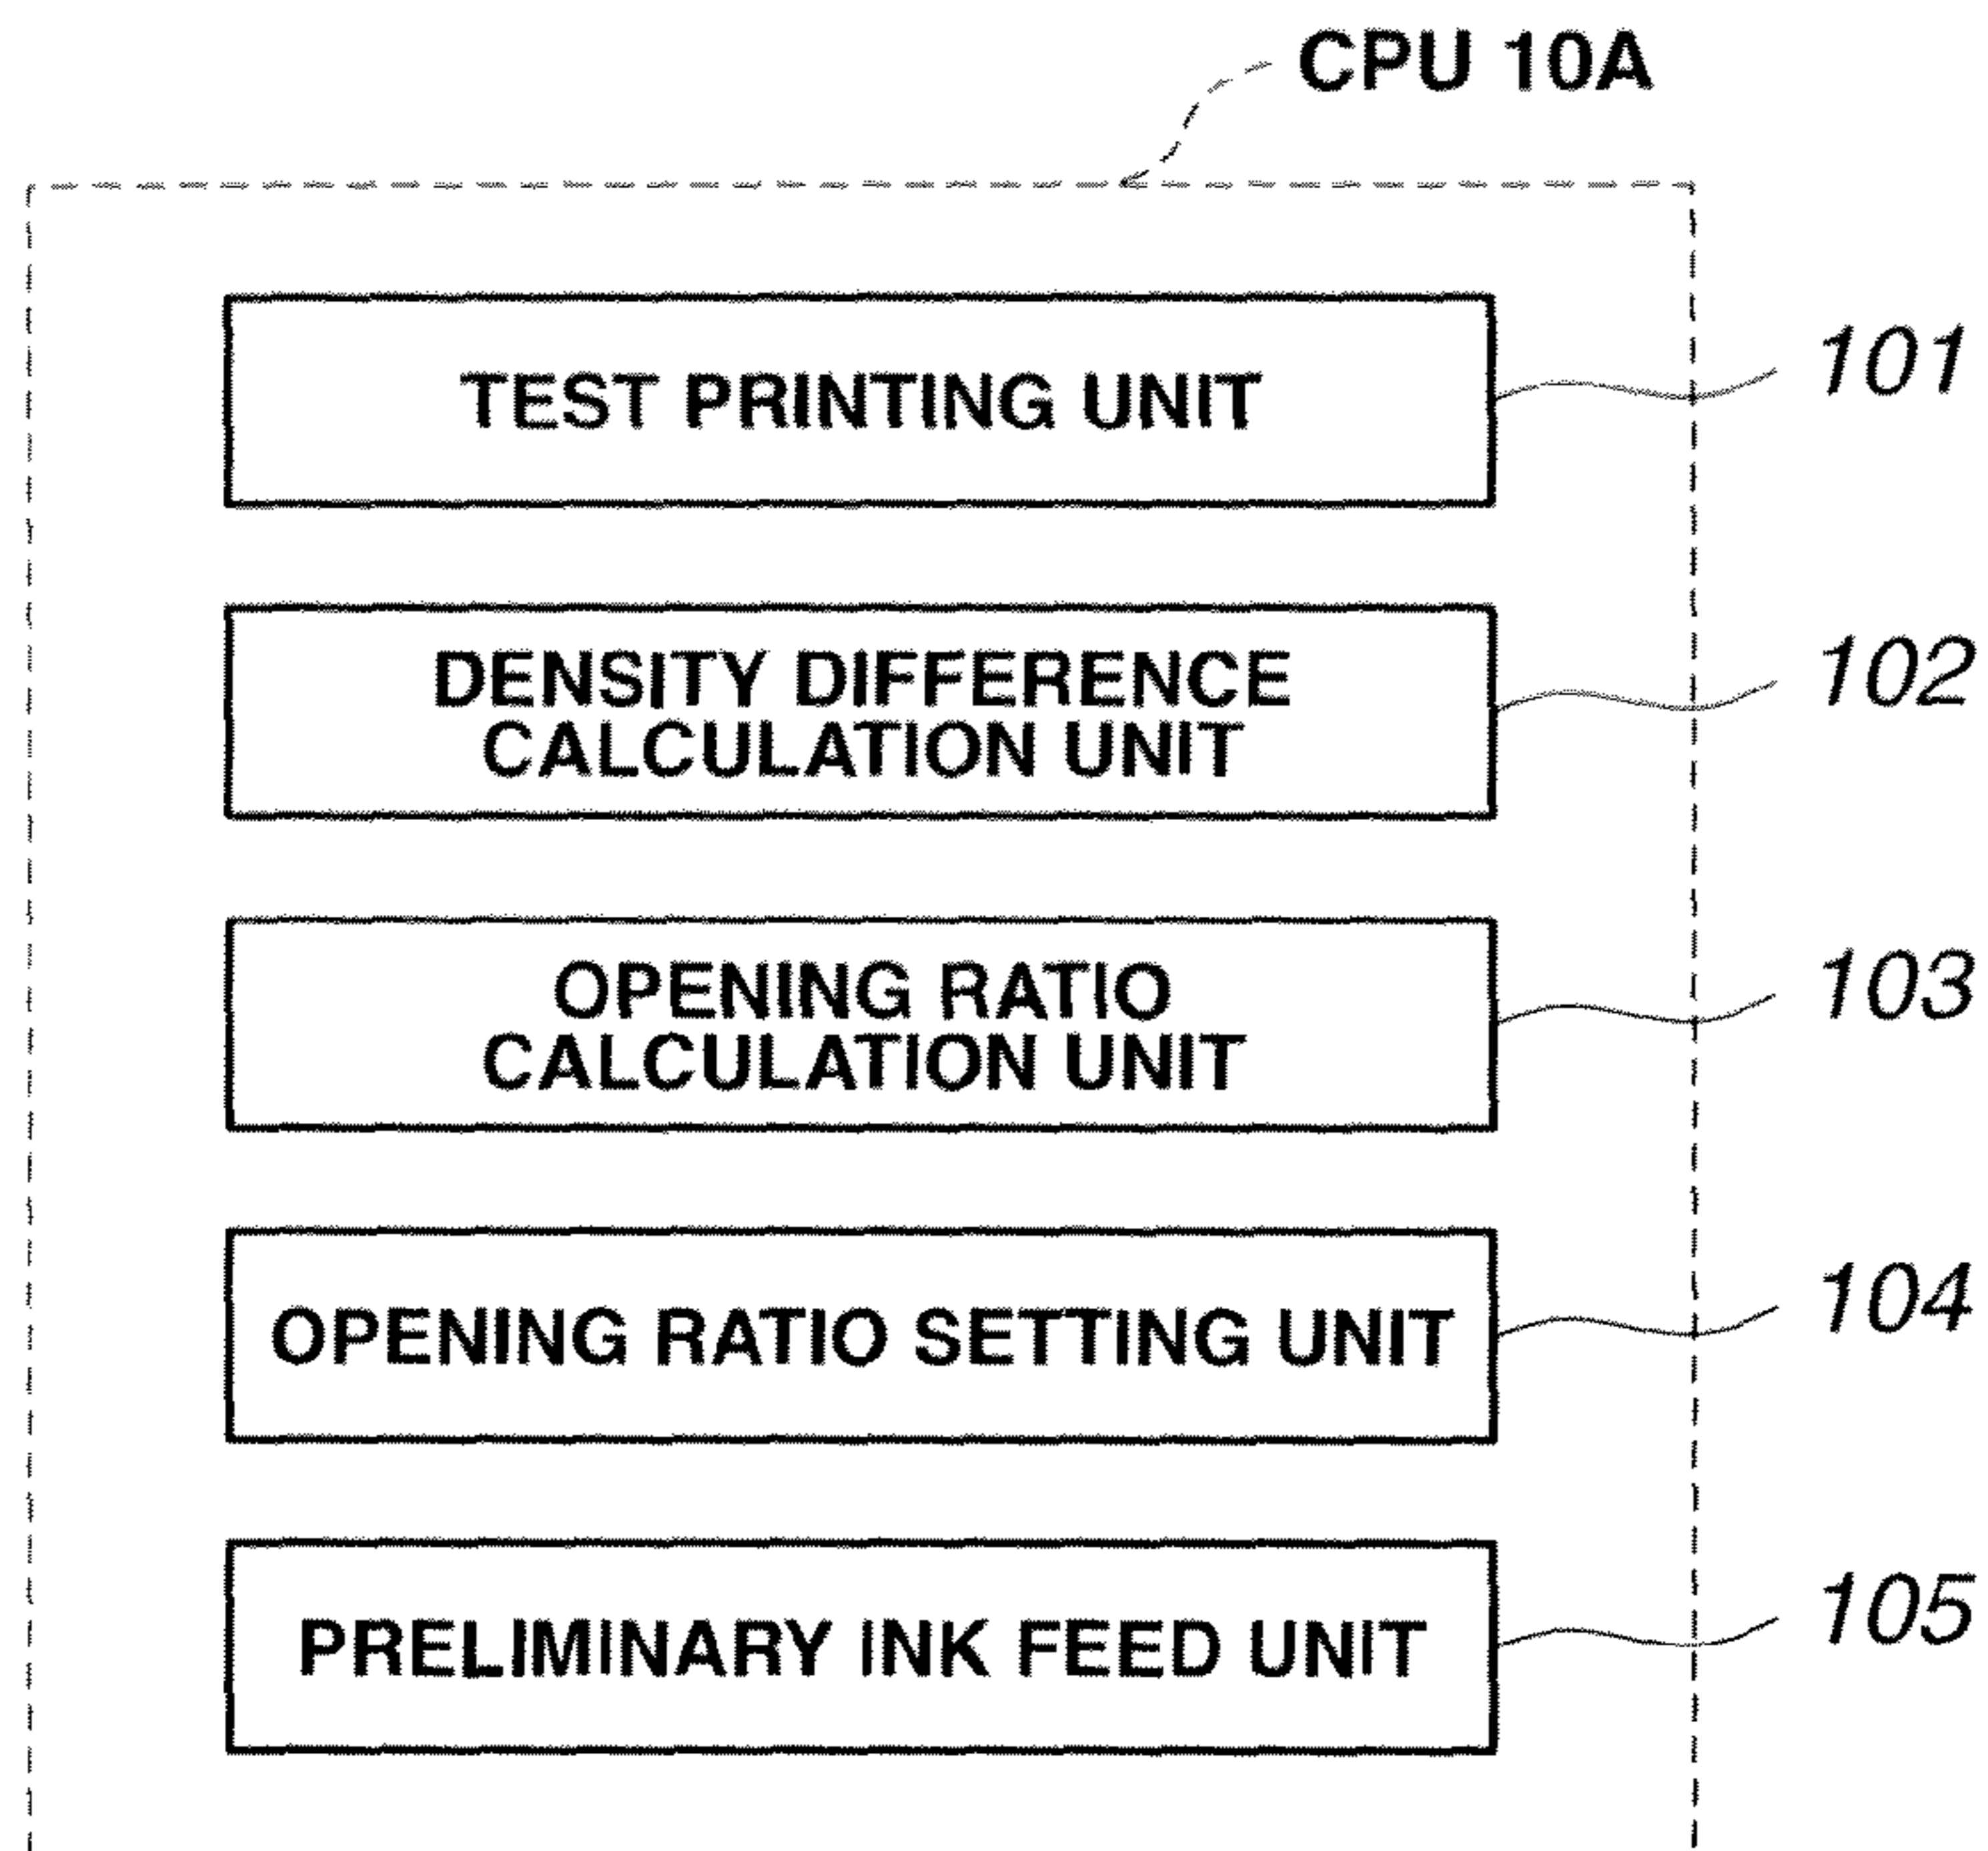 CPU 10A
TEST PRINTING UNIT
101
DENSITY DIFFERENCE
CALCULATION UNIT
102
OPENING RATIO
CALCULATION UNIT
103
OPENING RATIO SETTING UNIT
104
PRELIMINARY INK FEED UNIT
105